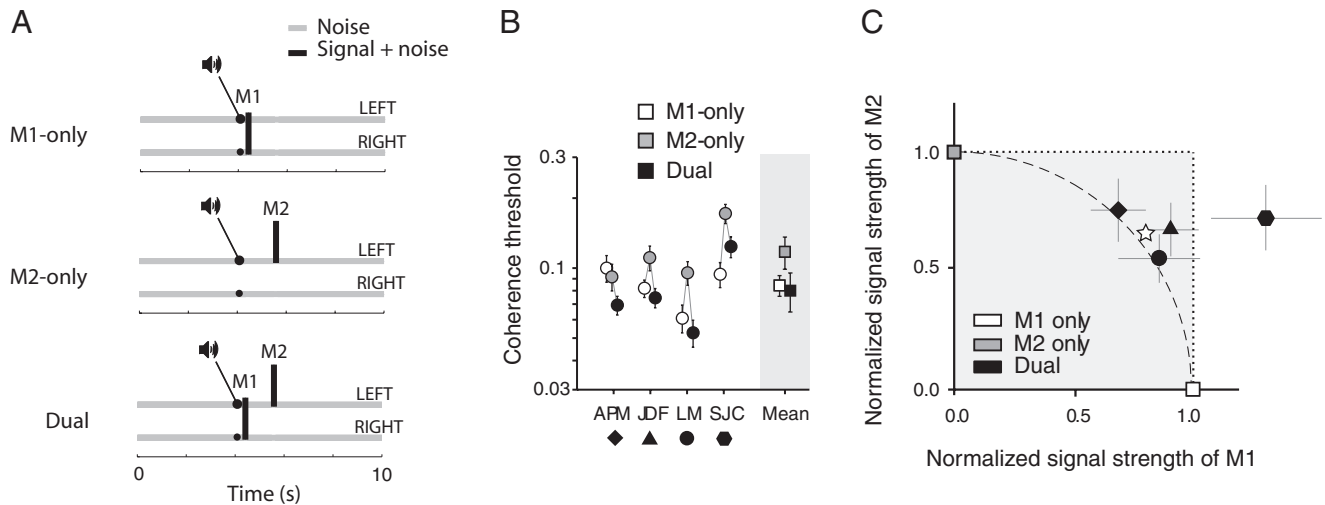 A
Noise
Signal + noise
M1-only
M1
LEFT
RIGHT
M2-only
M2
LEFT
RIGHT
Dual
M1
M2
LEFT
RIGHT
0
10
Time (s)
B
M1-only
M2-only
Dual
Coherence threshold
0.3
0.1
0.03
APM
JDF
LM
SJC
Mean
C
Normalized signal strength of M2
1.0
0.5
0.0
M1 only
M2 only
Dual
0.0
0.5
1.0
Normalized signal strength of M1